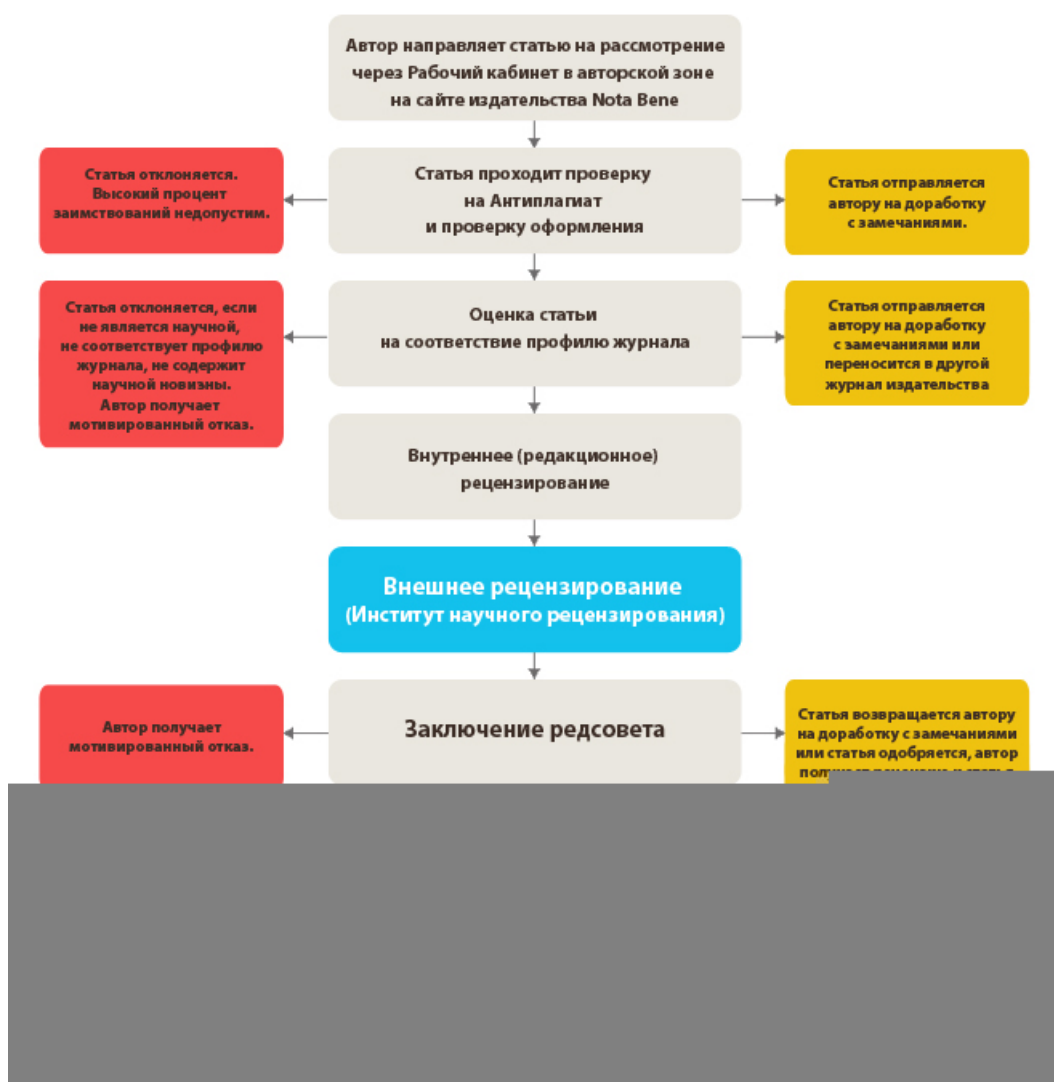 Автор направляет статью на рассмотрение
через Рабочий кабинет в авторской зоне
на сайте издательства Nota Bene
Статья отклоняется.
Высокий процент
заимствований недопустим.
Статья проходит проверку
на Антиплагиат
и проверку оформления
Статья отправляется
автору на доработку
с замечаниями.
Статья отклоняется, если
не является научной,
не соответствует профилю
журнала, не содержит
научной новизны.
Автор получает
мотивированный отказ.
Оценка статьи
на соответствие профилю журнала
Статья отправляется
автору на доработку
с замечаниями или
переносится в другой
журнал издательства
Внутреннее (редакционное)
рецензирование
Внешнее рецензирование
(Институт научного рецензирования)
Автор получает
мотивированный отказ.
Заключение редсовета
Статья возвращается автору
на доработку с замечаниями
или статья одобряется, автор